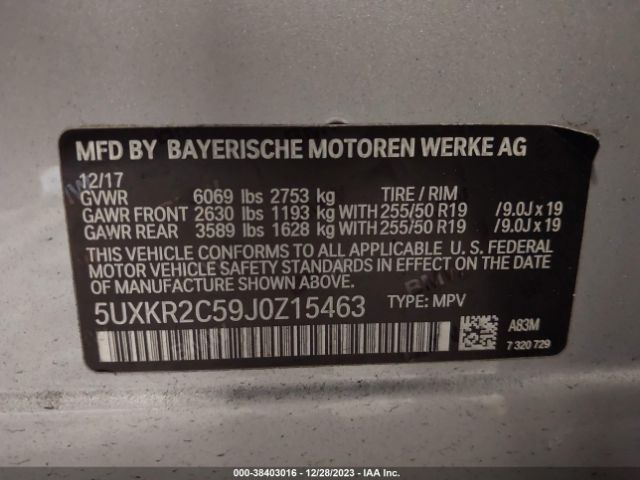 MFD BY BAYERISCHE MOTOREN WERKE AG
12/17
GVWR 6069 lbs 2753 kg TIRE / RIM
GAWR FRONT 2630 lbs 1193 kg WITH 255/50 R19 /9.0J x 19
GAWR REAR 3589 lbs 1628 kg WITH 255/50 R19 /9.0J x 19
THIS VEHICLE CONFORMS TO ALL APPLICABLE U. S. FEDERAL
MOTOR VEHICLE SAFETY STANDARDS IN EFFECT ON THE
DATE OF MANUFACTURE SHOWN ABOVE.
5UXKR2C59J0Z15463 TYPE: MPV
A83M
7 320 729
000-38403016 - 12/28/2023 - IAA Inc.